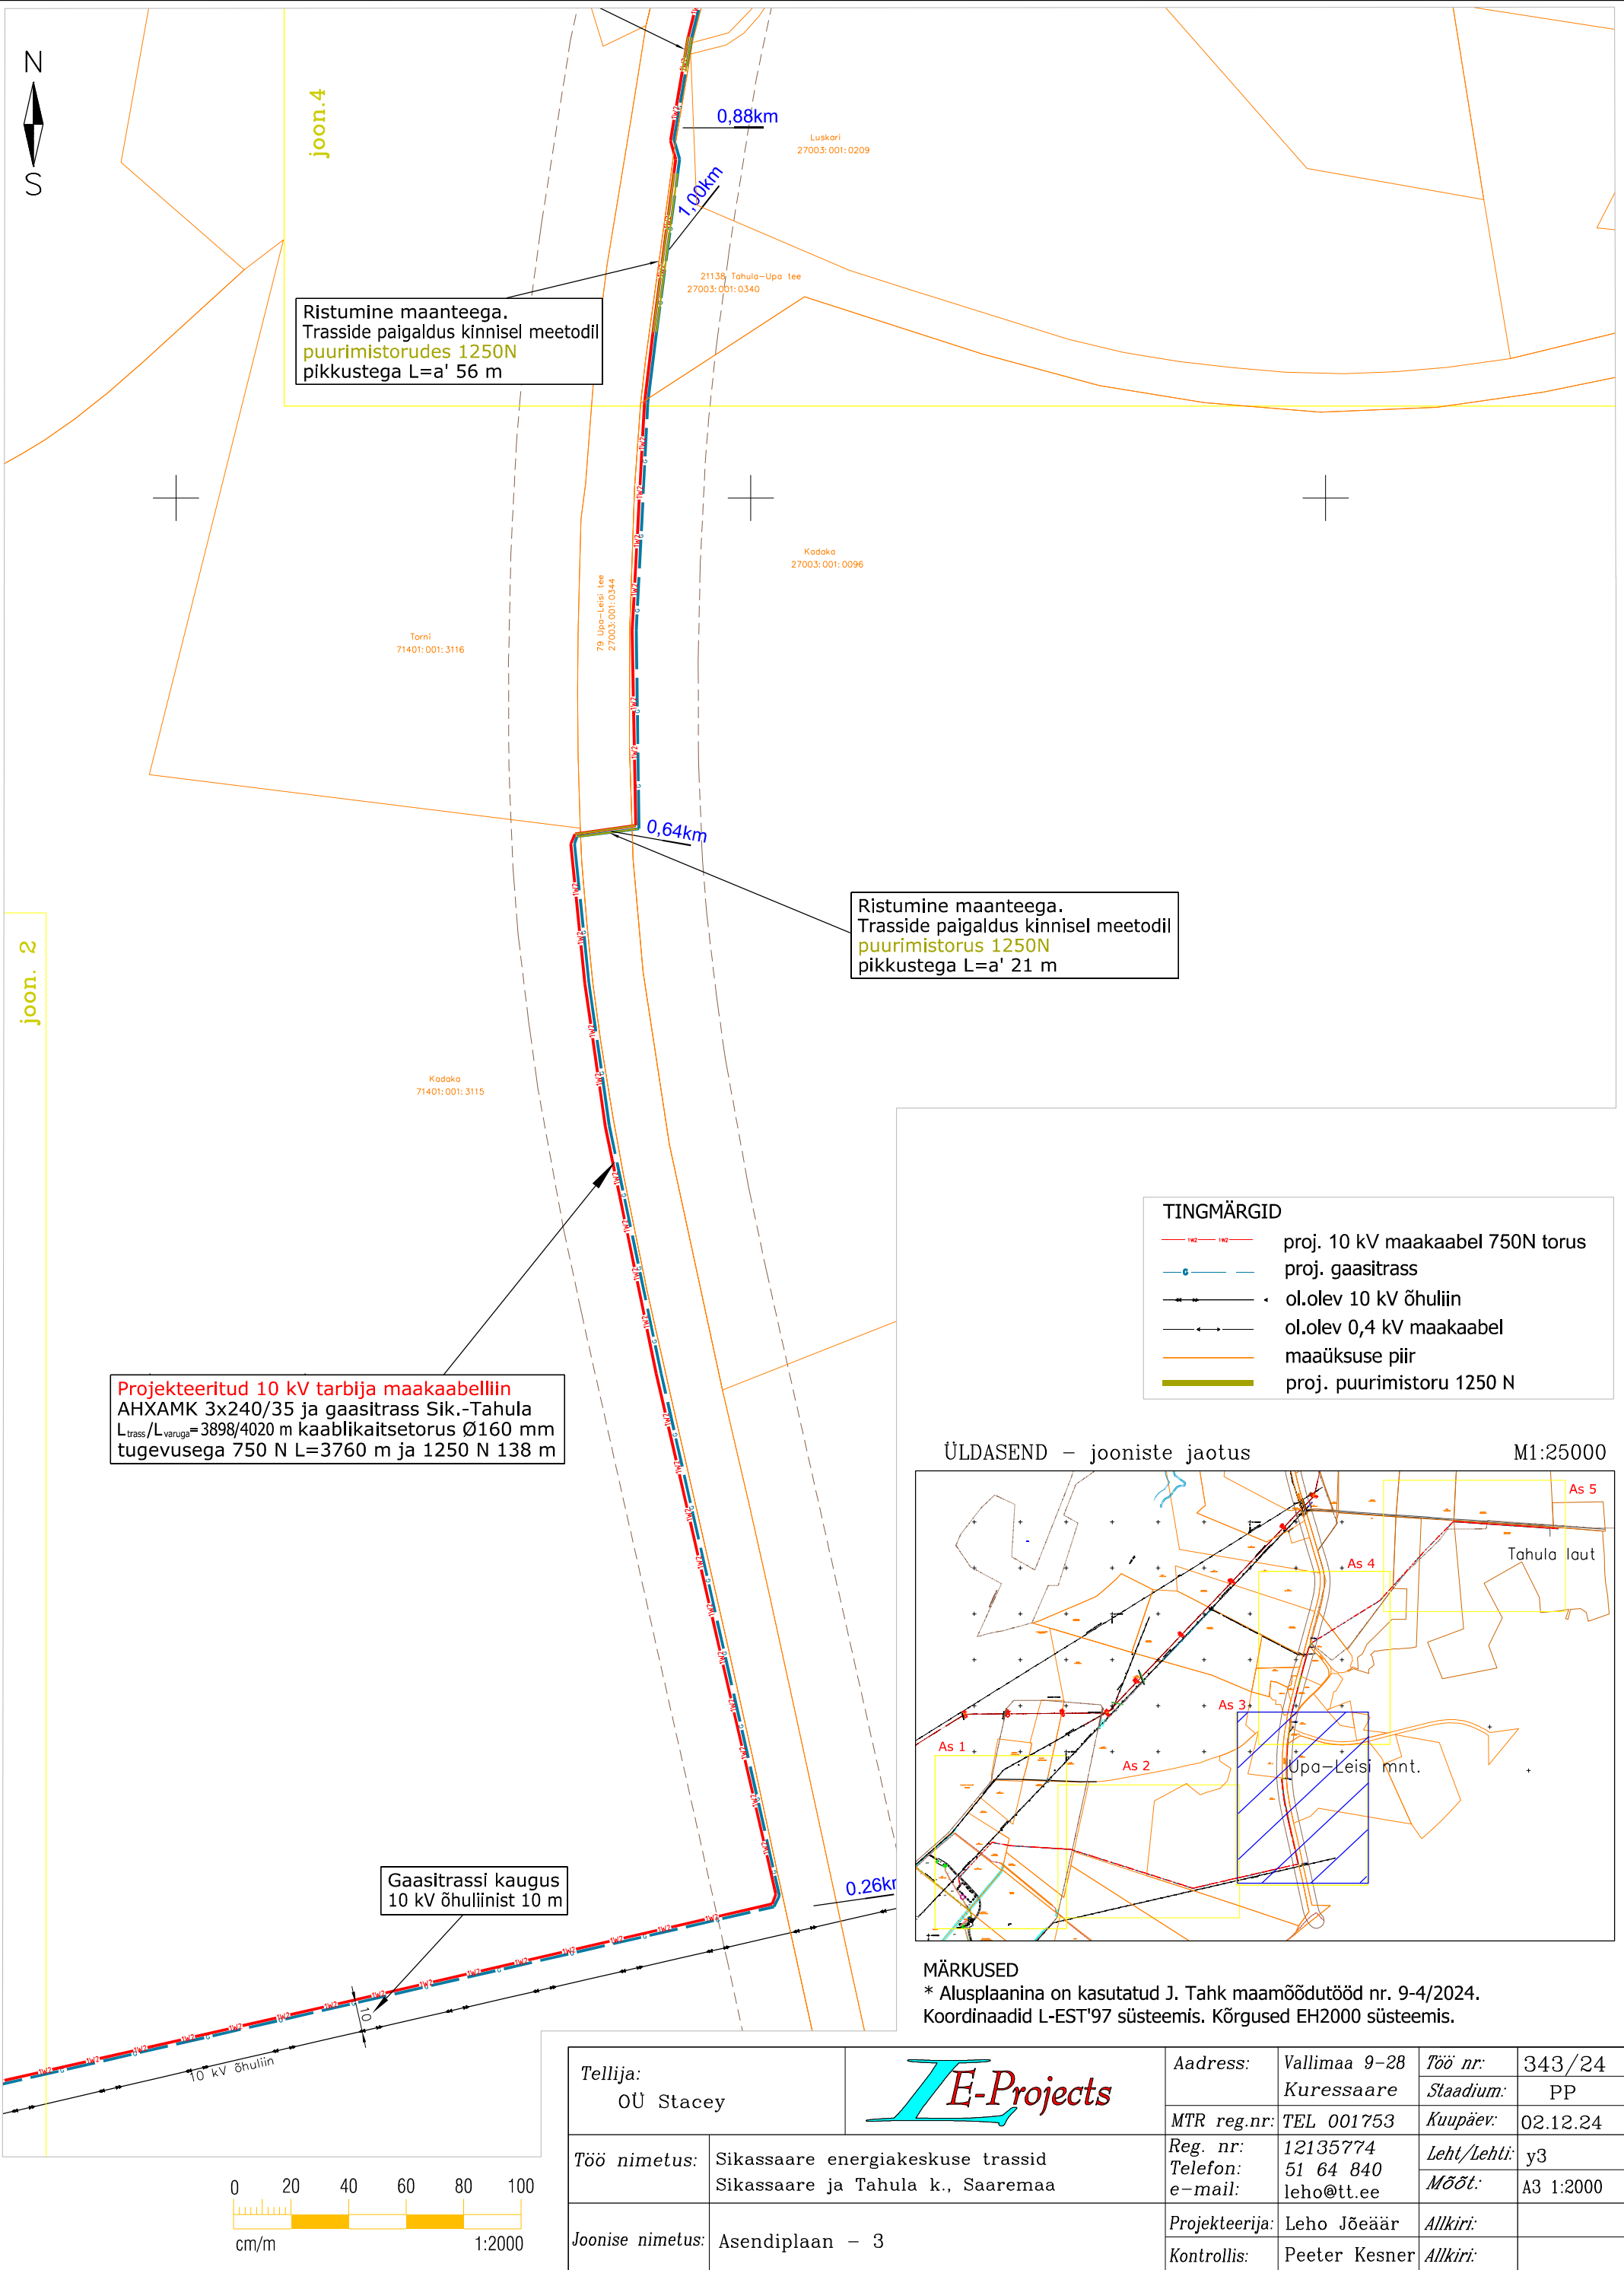 N
S
joon.4
0,88km
Luskari
27003:001:0209
1,00km
21138 Tahula-Upa tee
27003:001:0340
Ristumine maanteega.
Trasside paigaldus kinnisel meetodil
puurimistorudes 1250N
pikkustega L=a' 56 m
Kadaka
27003:001:0096
79 Upa-Leisi tee
27003:001:0344
Tarni
71401:001:3116
0,64km
Ristumine maanteega.
Trasside paigaldus kinnisel meetodil
puurimistorus 1250N
pikkustega L=a' 21 m
joon. 2
Kadaka
71401:001:3115
TINGMÄRGID
proj. 10 kV maakaabel 750N torus
proj. gaasitrass
ol.olev 10 kV õhuliin
ol.olev 0,4 kV maakaabel
maaüksuse piir
proj. puurimistoru 1250 N
Projekteeritud 10 kV tarbija maakaabelliin
AHXAMK 3x240/35 ja gaasitrass Sik.-Tahula
Ltrass/Lvaruga=3898/4020 m kaablikaitsetorus Ø160 mm
tugevusega 750 N L=3760 m ja 1250 N 138 m
ÜLDASEND - jooniste jaotus M1:25000
As 5
Tahula laut
As 4
As 3
As 1
As 2
Upa-Leisi mnt.
Gaasitrassi kaugus
10 kV õhuliinist 10 m
0.26k
10
10 kV õhuliin
MÄRKUSED
* Alusplaanina on kasutatud J. Tahk maamõõdutööd nr. 9-4/2024.
Koordinaadid L-EST'97 süsteemis. Kõrgused EH2000 süsteemis.
Tellija:
OÜ Stacey
LE-Projects
Aadress: Vallimaa 9-28
Kuressaare
Töö nr: 343/24
Staadium: PP
MTR reg.nr: TEL 001753
Kuupäev: 02.12.24
Töö nimetus: Sikassaare energiakeskuse trassid
Sikassaare ja Tahula k., Saaremaa
Reg. nr: 12135774
Telefon: 51 64 840
e-mail: leho@tt.ee
Leht/Lehti: y3
Mõõt: A3 1:2000
Joonise nimetus: Asendiplaan - 3
Projekteerija: Leho Jõeäär Allkiri:
Kontrollis: Peeter Kesner Allkiri:
0 20 40 60 80 100
cm/m 1:2000